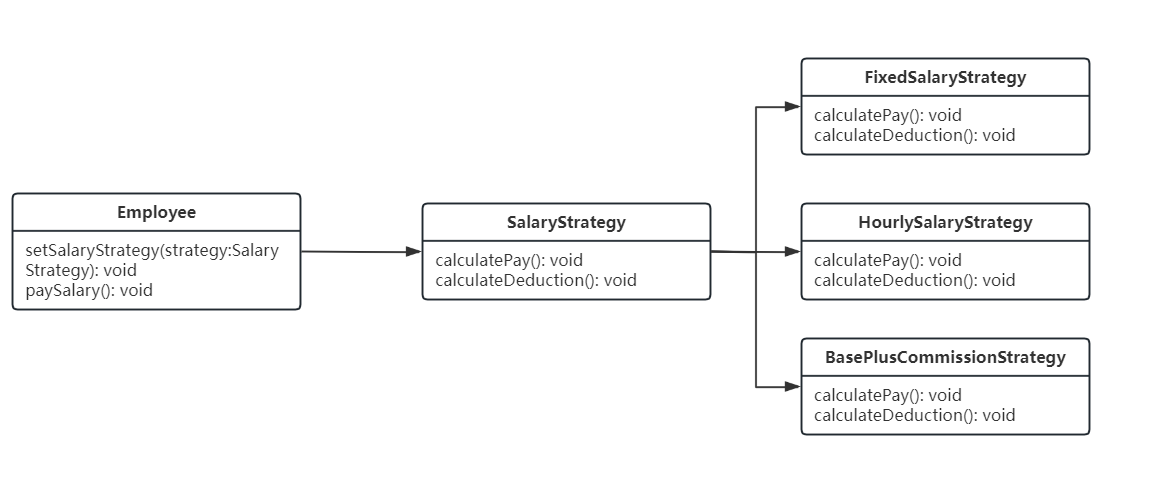 Employee
setSalaryStrategy(strategy:Salary
Strategy): void
paySalary(): void
SalaryStrategy
calculatePay(): void
calculateDeduction(): void
FixedSalaryStrategy
calculatePay(): void
calculateDeduction(): void
HourlySalaryStrategy
calculatePay(): void
calculateDeduction(): void
BasePlusCommissionStrategy
calculatePay(): void
calculateDeduction(): void